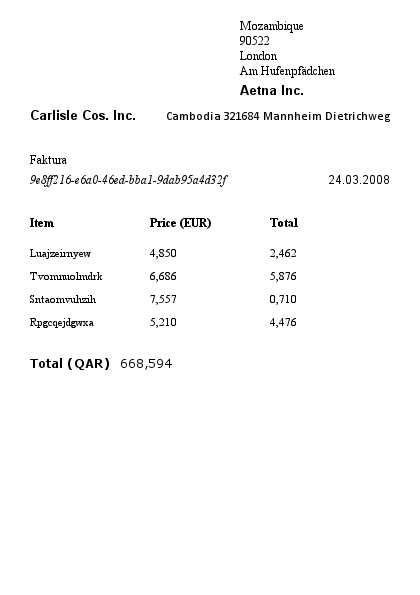 Mozambique
90522
London
Am Hufenpfädchen
Aetna Inc.
Carlisle Cos. Inc. Cambodia 321684 Mannheim Dietrichweg
Faktura
9e8ff216-e6a0-46ed-bba1-9dab95a4d32f 24.03.2008
Item Price (EUR) Total
Luajzeirnyew 4,850 2,462
Tvomnuolmdrk 6,686 5,876
Sntaomvuhzih 7,557 0,710
Rpgcqejdgwxa 5,210 4,476
Total (QAR) 668,594